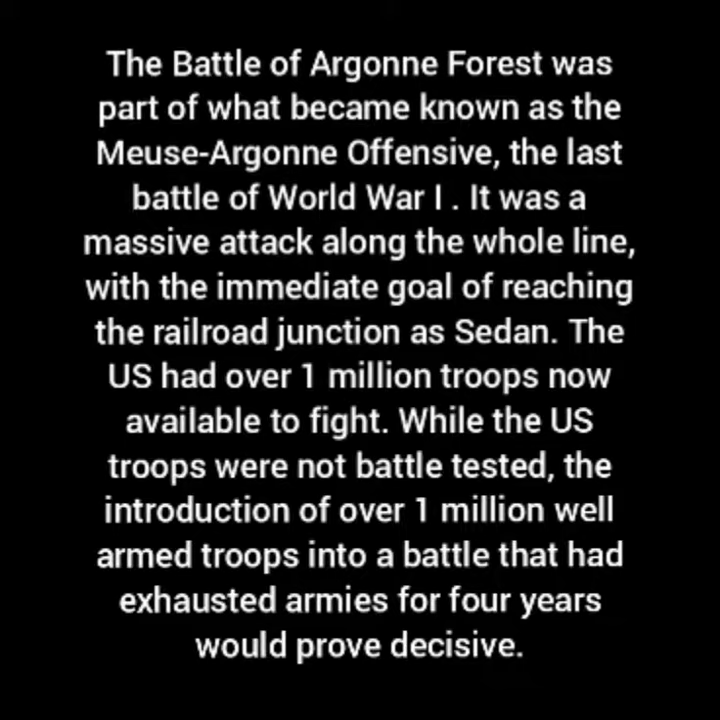 The Battle of Argonne Forest was
part of what became known as the
Meuse-Argonne Offensive, the last
battle of World War I . It was a
massive attack along the whole line,
with the immediate goal of reaching
the railroad junction as Sedan. The
US had over 1 million troops now
available to fight. While the US
troops were not battle tested, the
introduction of over 1 million well
armed troops into a battle that had
exhausted armies for four years
would prove decisive.